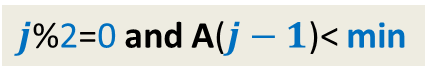 j%2=0 and A(j − 1)< min